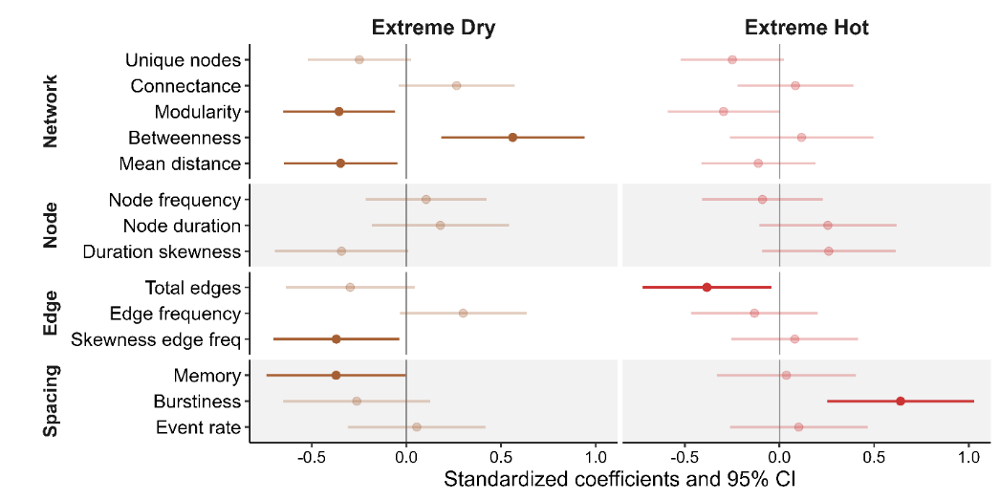 Extreme Dry
Extreme Hot
Network
Unique nodes
Connectance
Modularity
Betweenness
Mean distance
Node
Node frequency
Node duration
Duration skewness
Edge
Total edges
Edge frequency
Skewness edge freq
Spacing
Memory
Burstiness
Event rate
-0.5 0.0 0.5 1.0
-0.5 0.0 0.5 1.0
Standardized coefficients and 95% CI